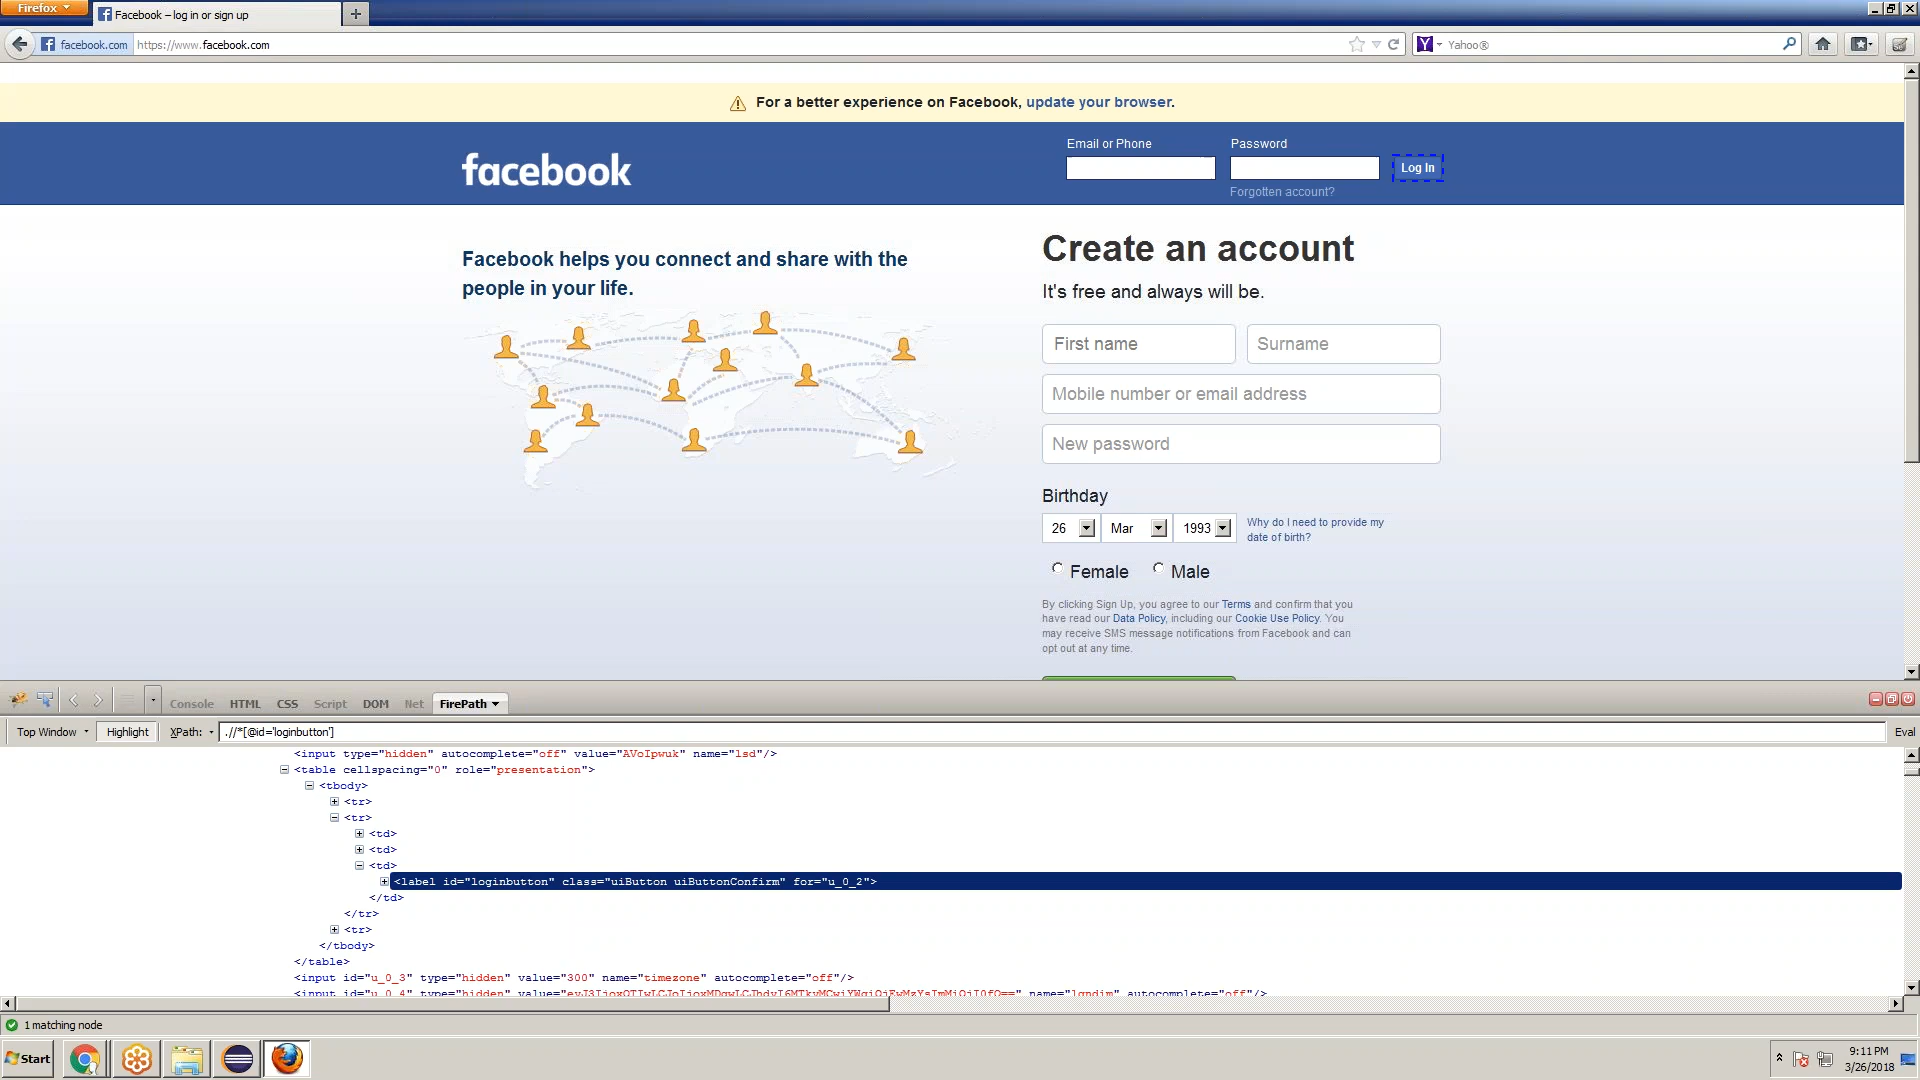 Firefox
Facebook – log in or sign up
facebook.com
https://www.facebook.com
Yahoo®
For a better experience on Facebook, update your browser.
facebook
Email or Phone
Password
Log In
Forgotten account?
Facebook helps you connect and share with the
people in your life.
Create an account
It's free and always will be.
First name
Surname
Mobile number or email address
New password
Birthday
26 Mar 1993
Why do I need to provide my
date of birth?
Female Male
By clicking Sign Up, you agree to our Terms and confirm that you
have read our Data Policy, including our Cookie Use Policy. You
may receive SMS message notifications from Facebook and can
opt out at any time.
Console HTML CSS Script DOM Net FirePath
Top Window Highlight XPath: .//*[@id='loginbutton'] Eval
<input type="hidden" autocomplete="off" value="AVoIpwuk" name="lsd"/>
<table cellspacing="0" role="presentation">
<tbody>
<tr>
<tr>
<td>
<td>
<td>
<label id="loginbutton" class="uiButton uiButtonConfirm" for="u_0_2">
</td>
</tr>
<tr>
</tbody>
</table>
<input id="u_0_3" type="hidden" value="300" name="timezone" autocomplete="off"/>
<input id="u_0_4" type="hidden" name="lgndim" autocomplete="off"/>
1 matching node
Start
9:11 PM
3/26/2018